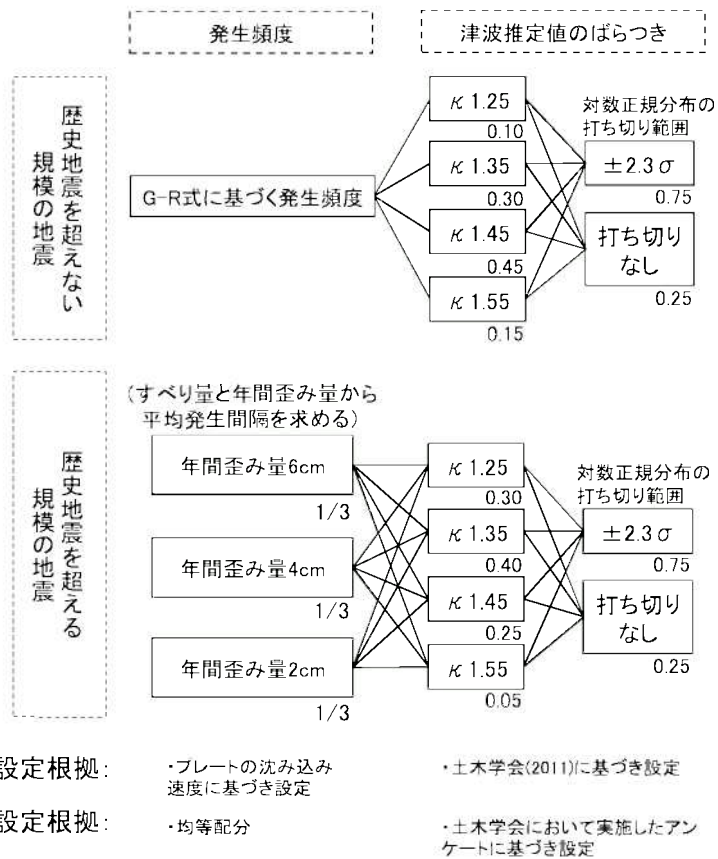 発生頻度
津波推定値のばらつき
歴史地震を超えない
規模の地震
G-R式に基づく発生頻度
κ 1.25
0.10
κ 1.35
0.30
κ 1.45
0.45
κ 1.55
0.15
対数正規分布の
打ち切り範囲
±2.3σ
0.75
打ち切り
なし
0.25
歴史地震を超える
規模の地震
(すべり量と年間歪み量から
平均発生間隔を求める)
年間歪み量6cm
1/3
年間歪み量4cm
1/3
年間歪み量2cm
1/3
κ 1.25
0.30
κ 1.35
0.40
κ 1.45
0.25
κ 1.55
0.05
対数正規分布の
打ち切り範囲
±2.3σ
0.75
打ち切り
なし
0.25
設定根拠:
・プレートの沈み込み
速度に基づき設定
・土木学会(2011)に基づき設定
設定根拠:
・均等配分
・土木学会において実施したアン
ケートに基づき設定